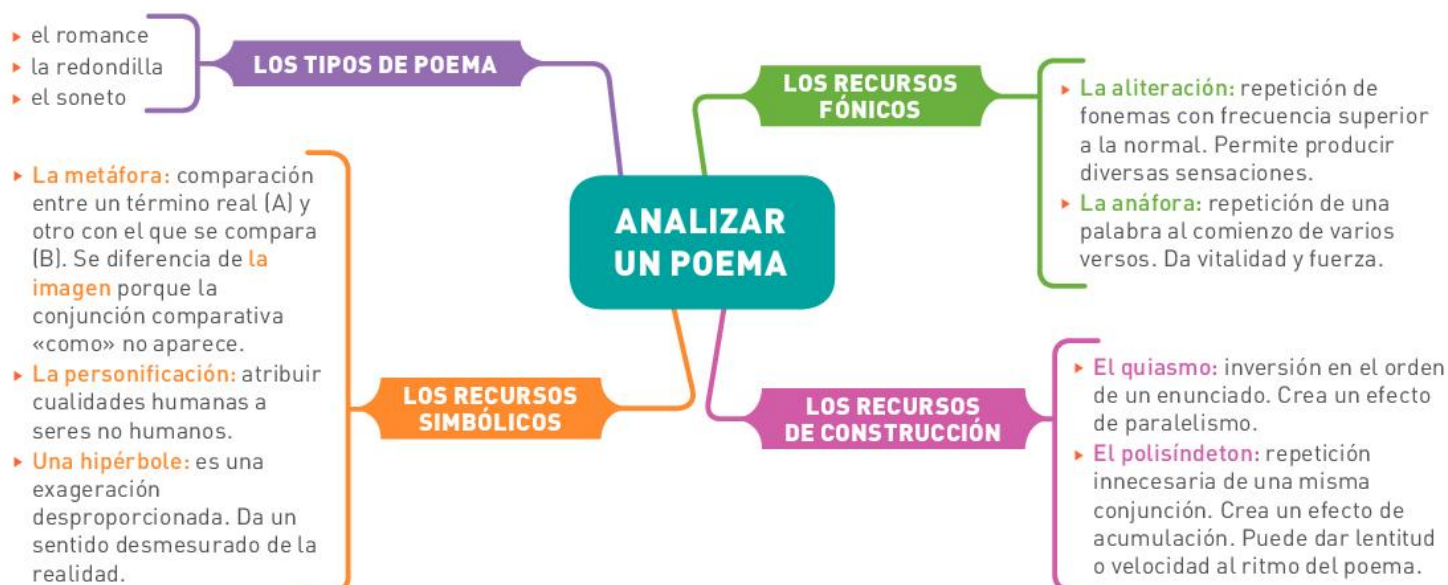 ▸ el romance
▸ la redondilla
▸ el soneto
LOS TIPOS DE POEMA
LOS RECURSOS
FÓNICOS
▸ La aliteración: repetición de
fonemas con frecuencia superior
a la normal. Permite producir
diversas sensaciones.
▸ La anáfora: repetición de una
palabra al comienzo de varios
versos. Da vitalidad y fuerza.
ANALIZAR
UN POEMA
▸ La metáfora: comparación
entre un término real (A) y
otro con el que se compara
(B). Se diferencia de la
imagen porque la
conjunción comparativa
«como» no aparece.
▸ La personificación: atribuir
cualidades humanas a
seres no humanos.
▸ Una hipérbole: es una
exageración
desproporcionada. Da un
sentido desmesurado de la
realidad.
LOS RECURSOS
SIMBÓLICOS
LOS RECURSOS
DE CONSTRUCCIÓN
▸ El quiasmo: inversión en el orden
de un enunciado. Crea un efecto
de paralelismo.
▸ El polisíndeton: repetición
innecesaria de una misma
conjunción. Crea un efecto de
acumulación. Puede dar lentitud
o velocidad al ritmo del poema.